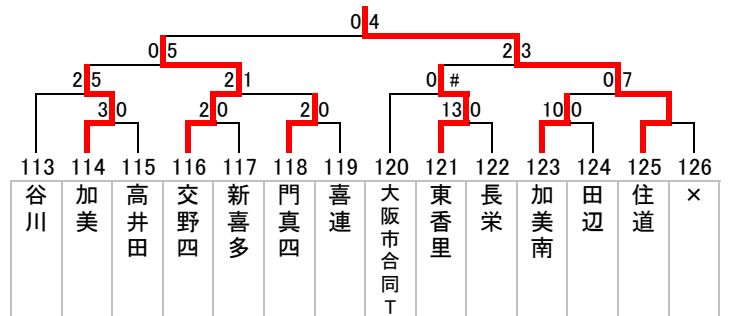 0 4
0 5 2 3
2 5 2 1 0 # 0 7
3 0 2 0 2 0 13 0 10 0
113 114 115 116 117 118 119 120 121 122 123 124 125 126
谷川 加美 高井田 交野四 新喜多 門真四 喜連 大阪市合同T 東香里 長栄 加美南 田辺 住道 ×